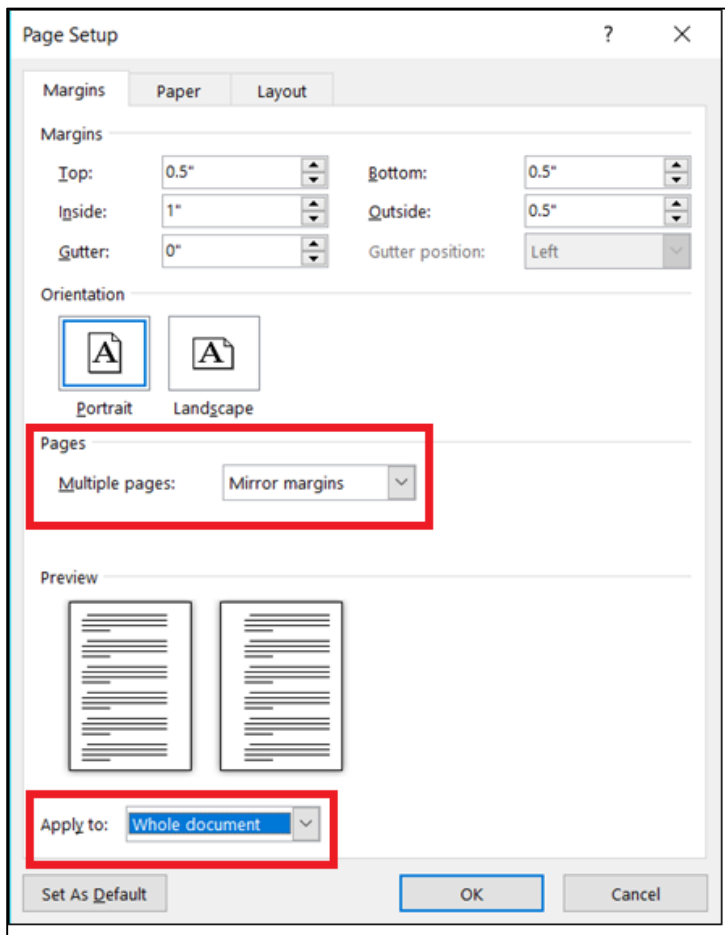 Page Setup ? ×
Margins Paper Layout
Margins
Top: 0.5" Bottom: 0.5"
Inside: 1" Outside: 0.5"
Gutter: 0" Gutter position: Left
Orientation
A A
Portrait Landscape
Pages
Multiple pages: Mirror margins
Preview
Apply to: Whole document
Set As Default OK Cancel